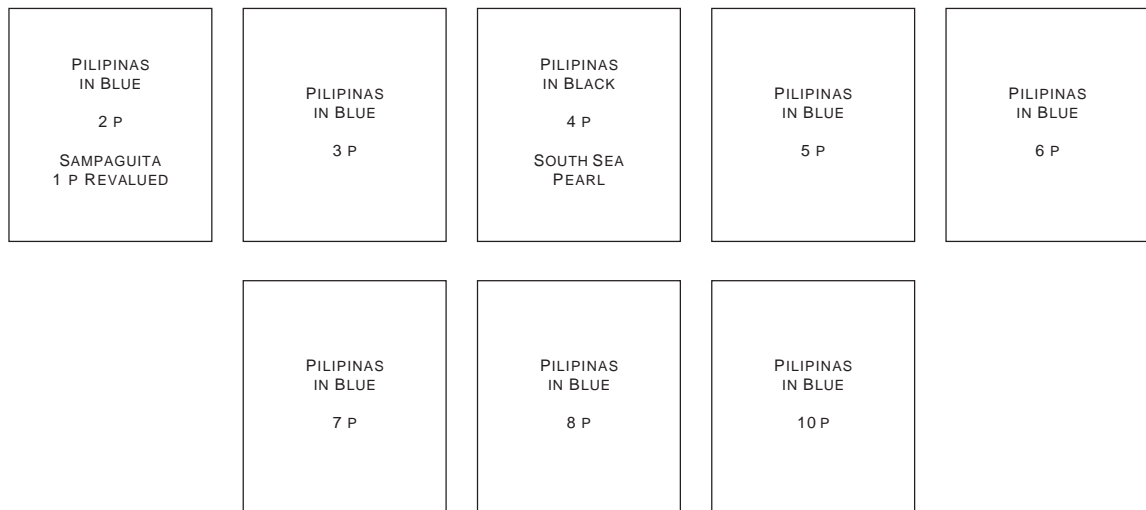 PILIPINAS
IN BLUE
2 P
SAMPAGUITA
1 P REVALUED
PILIPINAS
IN BLUE
3 P
PILIPINAS
IN BLACK
4 P
SOUTH SEA
PEARL
PILIPINAS
IN BLUE
5 P
PILIPINAS
IN BLUE
6 P
PILIPINAS
IN BLUE
7 P
PILIPINAS
IN BLUE
8 P
PILIPINAS
IN BLUE
10 P